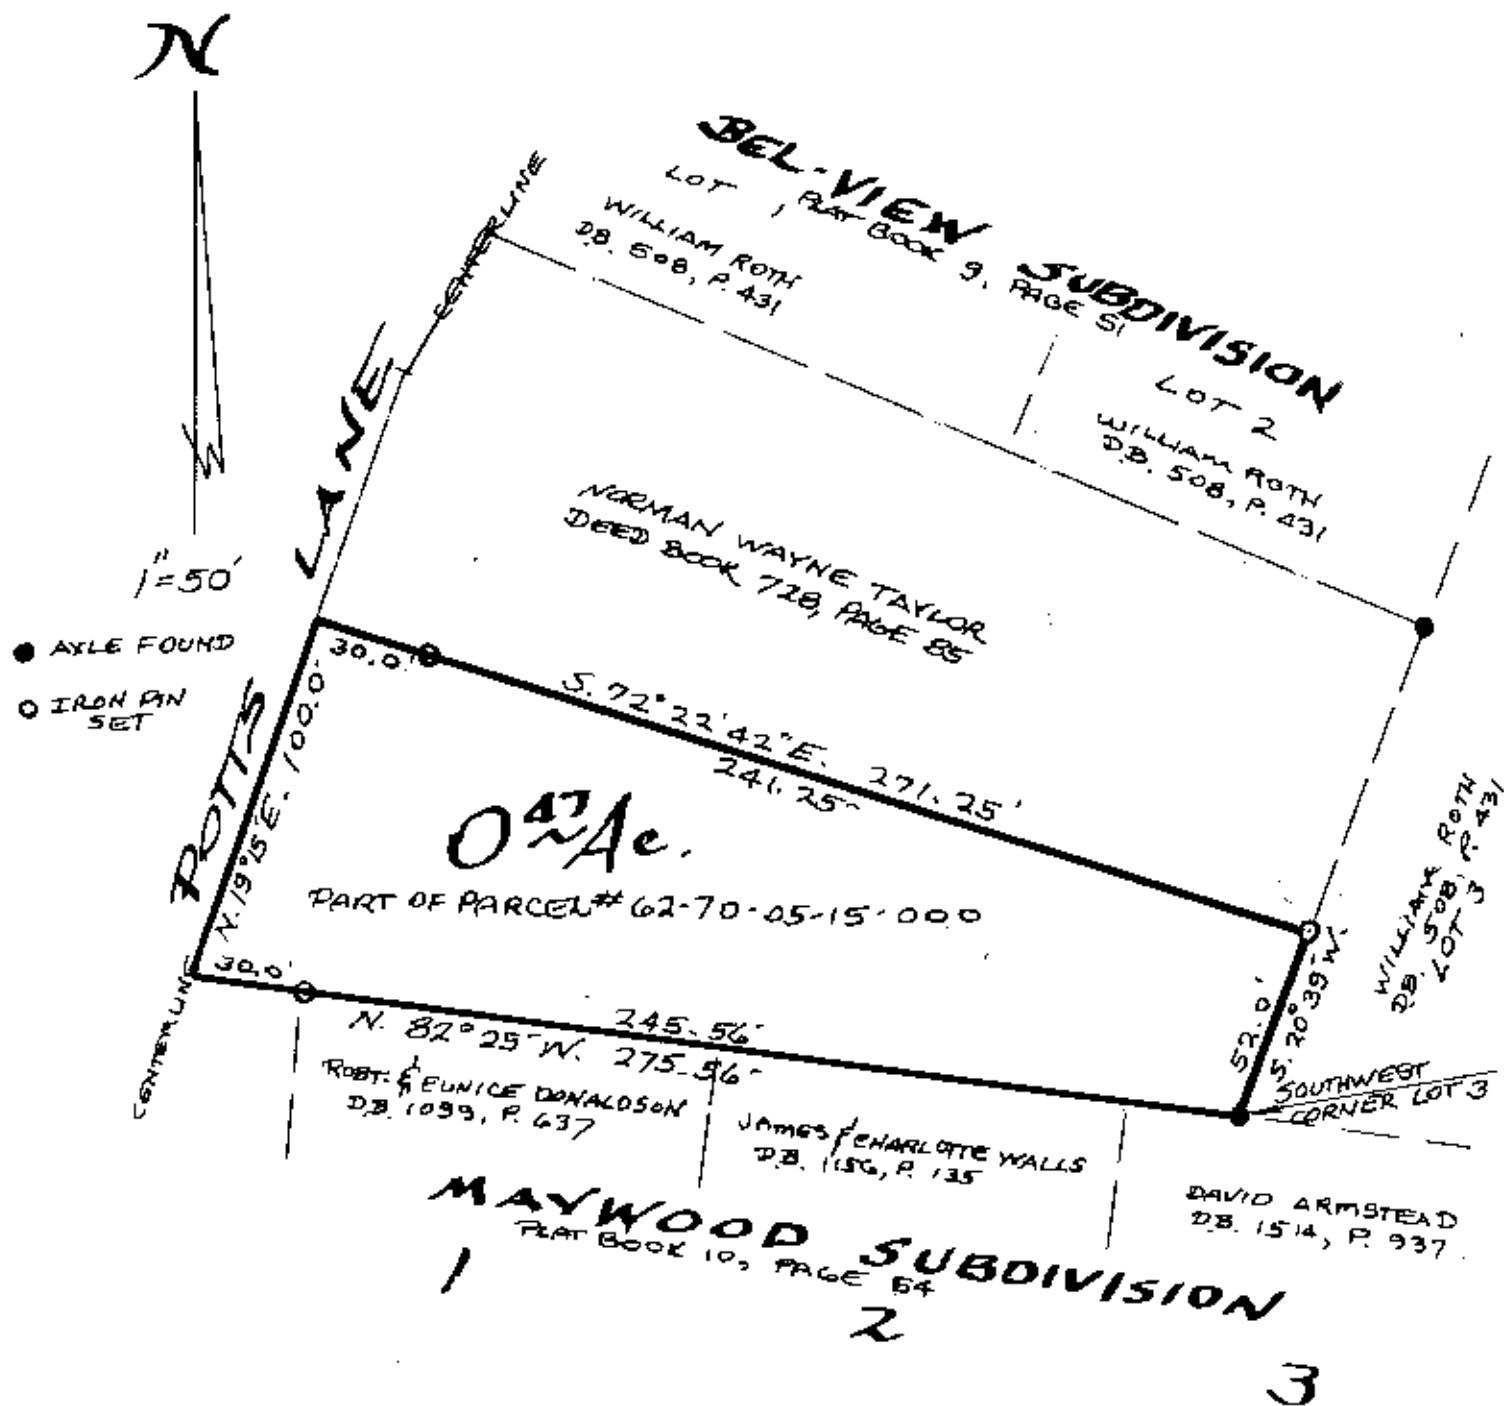 N
BEL-VIEW SUBDIVISION
LOT 1 PLAT BOOK 9, PAGE 51
WILLIAM ROTH
D.B. 508, P. 431
CENTERLINE
LOT 2
WILLIAM ROTH
D.B. 508, P. 431
1"=50'
AXLE FOUND
IRON PIN
SET
POTTS LANE
NORMAN WAYNE TAYLOR
DEED BOOK 728, PAGE 85
30.0'
S. 72° 22' 42" E. 271.25'
241.25'
N. 19° 15' E. 100.0'
0.47 Ac.
PART OF PARCEL # 62-70-05-15-000
WILLIAM ROTH
D.B. 508, P. 431
LOT 3
52.0'
S. 20° 39' W.
30.0'
245.56'
N. 82° 25' W. 275.56'
CENTERLINE
SOUTHWEST
CORNER LOT 3
ROBT. & EUNICE DONALDSON
D.B. 1099, P. 637
JAMES & CHARLOTTE WALLS
D.B. 1156, P. 135
DAVID ARMSTEAD
D.B. 1514, P. 937
MAYWOOD SUBDIVISION
PLAT BOOK 10, PAGE 54
1
2
3